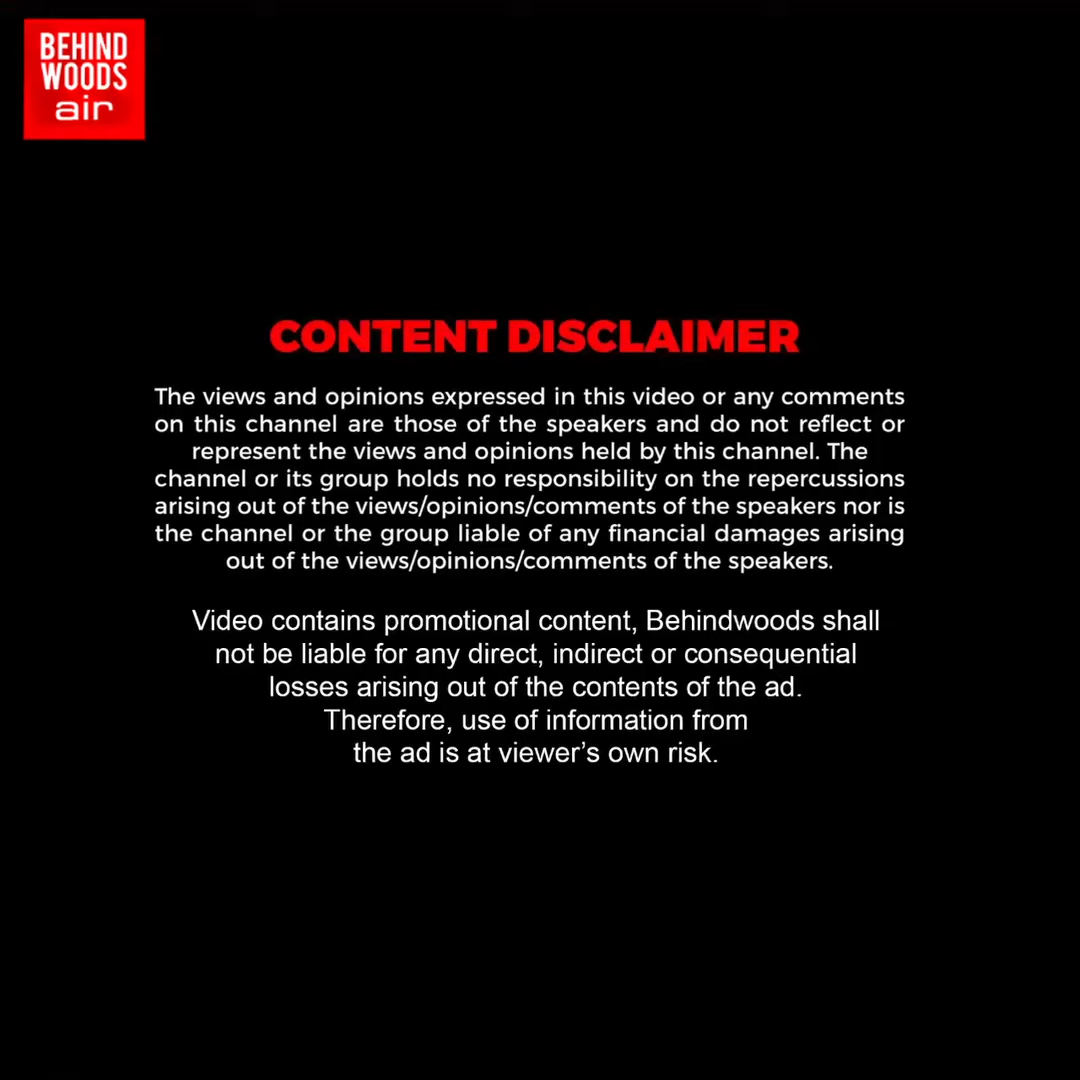 BEHIND
WOODS
air
CONTENT DISCLAIMER
The views and opinions expressed in this video or any comments
on this channel are those of the speakers and do not reflect or
represent the views and opinions held by this channel. The
channel or its group holds no responsibility on the repercussions
arising out of the views/opinions/comments of the speakers nor is
the channel or the group liable of any financial damages arising
out of the views/opinions/comments of the speakers.
Video contains promotional content, Behindwoods shall
not be liable for any direct, indirect or consequential
losses arising out of the contents of the ad.
Therefore, use of information from
the ad is at viewer’s own risk.